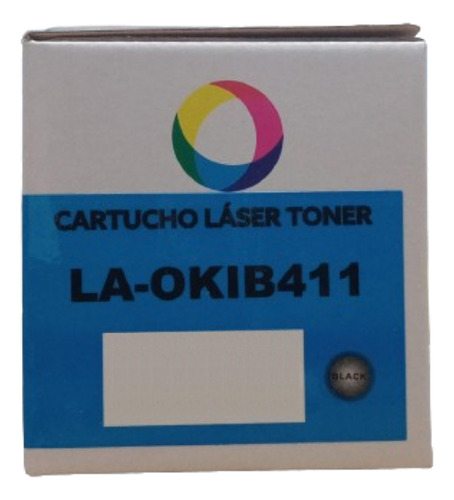 CARTUCHO LÁSER TONER
LA-OKIB411
BLACK